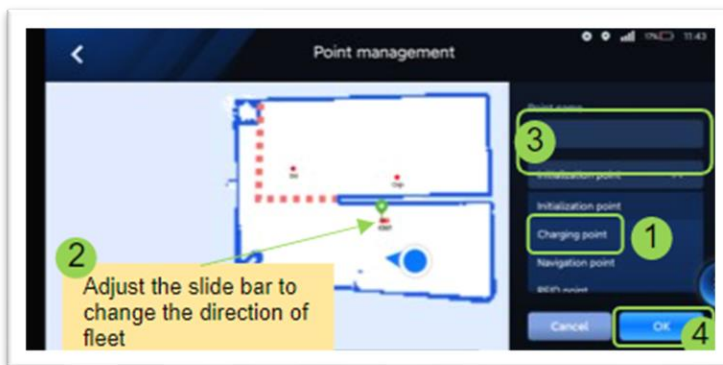 17% 11:43
Point management
Point name
3
Initialization point
Initialization point
Charging point
1
Navigation point
RFID point
2
Adjust the slide bar to
change the direction of
fleet
Cancel
OK
4